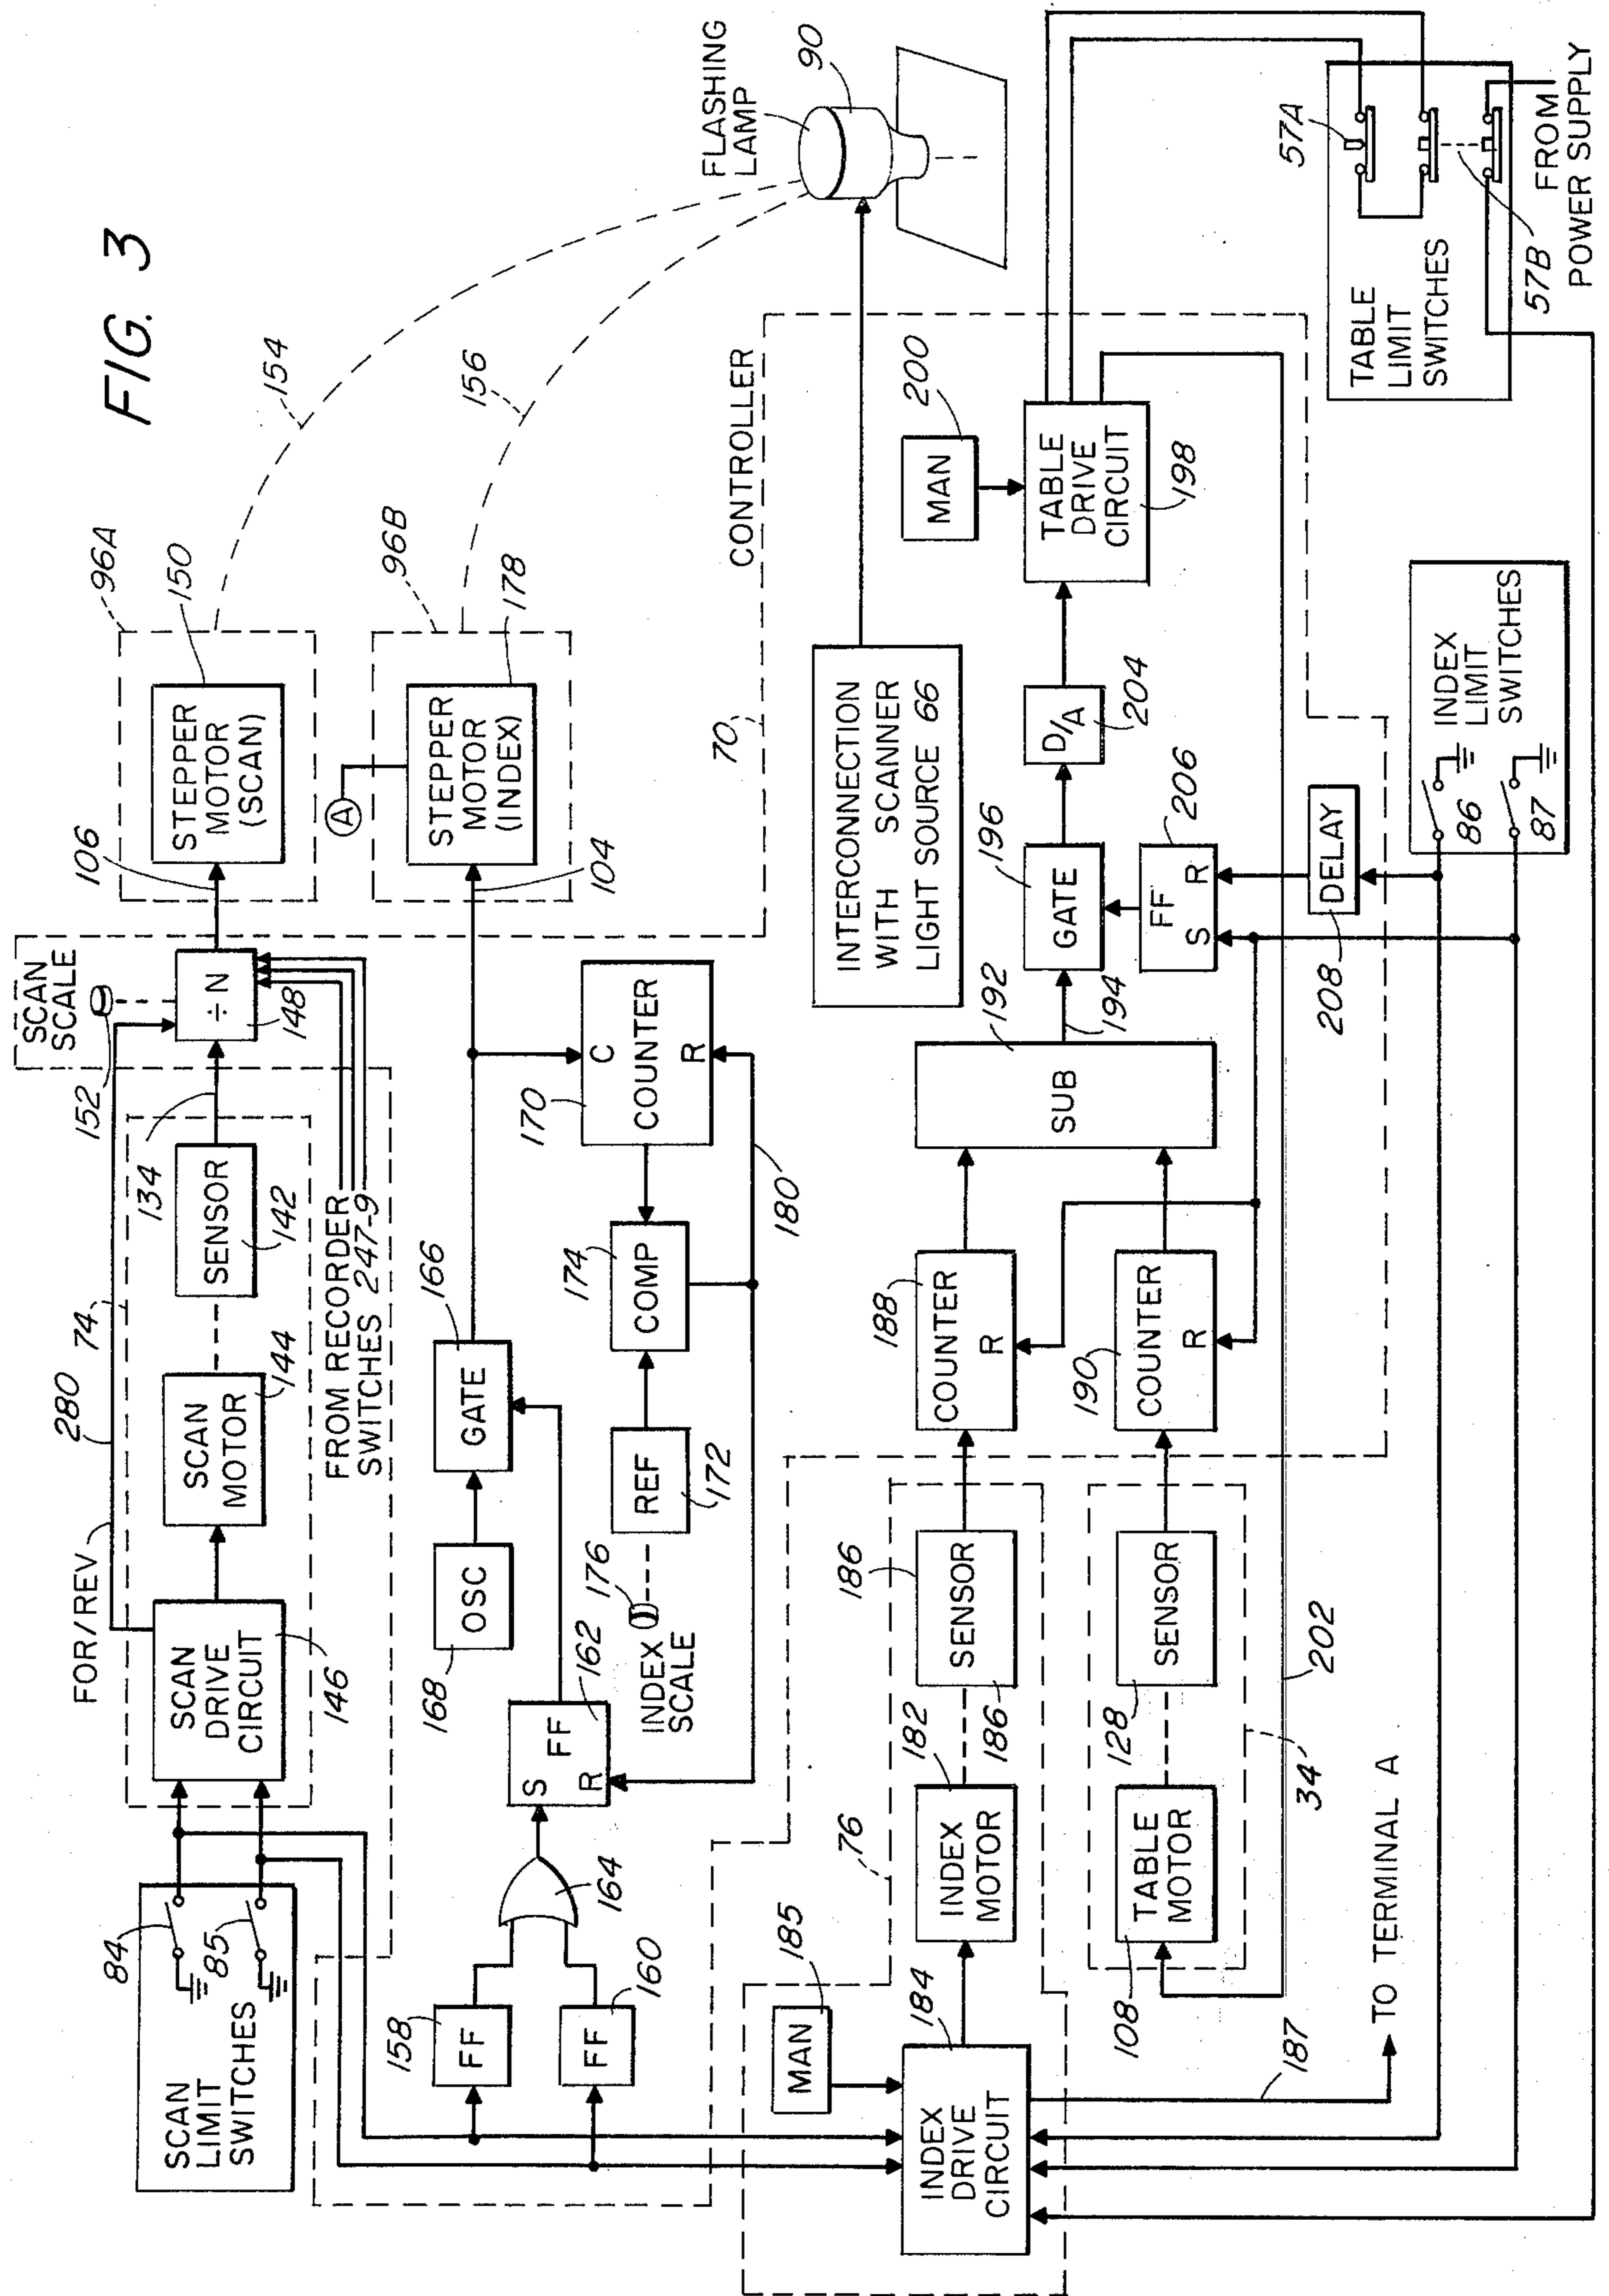 FIG. 3
SCAN
LIMIT
SWITCHES
84
85
FOR/REV
280
74
SCAN
DRIVE
CIRCUIT
146
SCAN
MOTOR
144
SENSOR
142
134
152
SCAN
SCALE
÷N
148
FROM RECORDER
SWITCHES 247-9
106
96A
STEPPER
MOTOR
(SCAN)
150
154
A
96B
STEPPER
MOTOR
(INDEX)
178
104
156
FLASHING
LAMP
90
158
FF
FF
160
164
S
FF
R
162
168
OSC
GATE
166
176
INDEX
SCALE
REF
172
174
COMP
170
C
COUNTER
R
180
70
CONTROLLER
INTERCONNECTION
WITH SCANNER
LIGHT SOURCE 66
185
MAN
184
INDEX
DRIVE
CIRCUIT
187
TO TERMINAL A
76
182
INDEX
MOTOR
186
SENSOR
186
108
TABLE
MOTOR
128
SENSOR
34
202
188
COUNTER
R
190
COUNTER
R
192
SUB
194
196
GATE
FF
S R
206
208
DELAY
D/A
204
200
MAN
TABLE
DRIVE
CIRCUIT
198
INDEX
LIMIT
SWITCHES
86
87
TABLE
LIMIT
SWITCHES
57A
57B
FROM
POWER SUPPLY